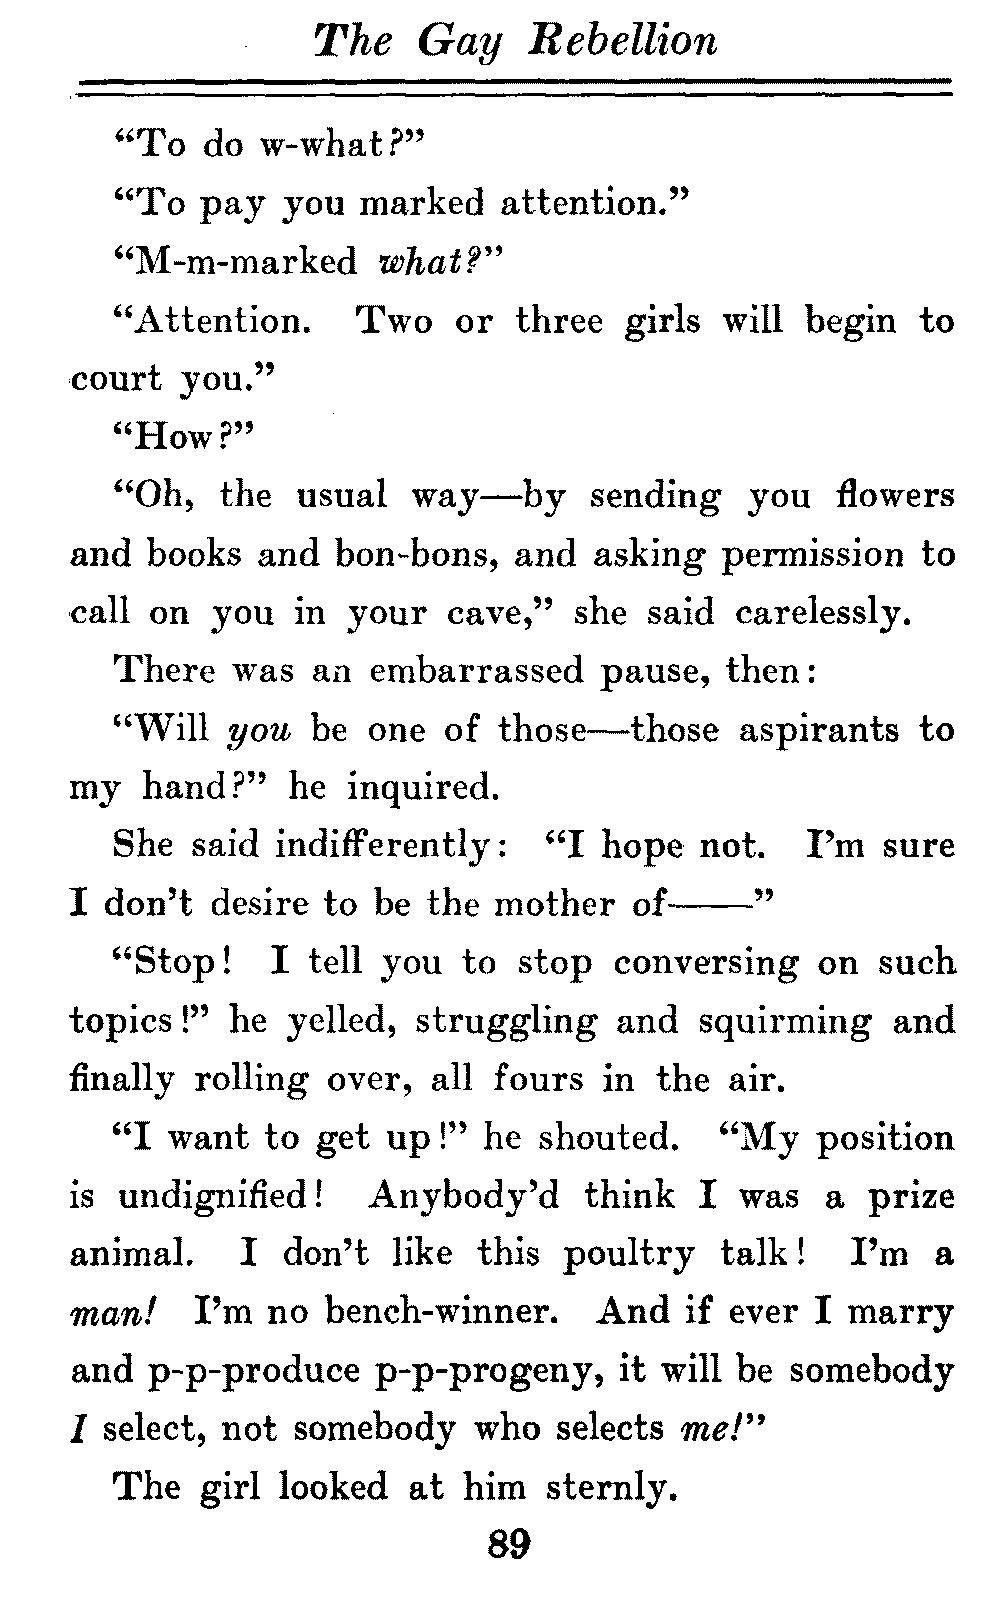 The Gay Rebellion
“To do w-what?”
“To pay you marked attention.”
“M-m-marked what?”
“Attention. Two or three girls will begin to
court you.”
“How?”
“Oh, the usual way—by sending you flowers
and books and bon-bons, and asking permission to
call on you in your cave,” she said carelessly.
There was an embarrassed pause, then:
“Will you be one of those—those aspirants to
my hand?” he inquired.
She said indifferently: “I hope not. I’m sure
I don’t desire to be the mother of——”
“Stop! I tell you to stop conversing on such
topics!” he yelled, struggling and squirming and
finally rolling over, all fours in the air.
“I want to get up!” he shouted. “My position
is undignified! Anybody’d think I was a prize
animal. I don’t like this poultry talk! I’m a
man! I’m no bench-winner. And if ever I marry
and p-p-produce p-p-progeny, it will be somebody
I select, not somebody who selects me!”
The girl looked at him sternly.
89